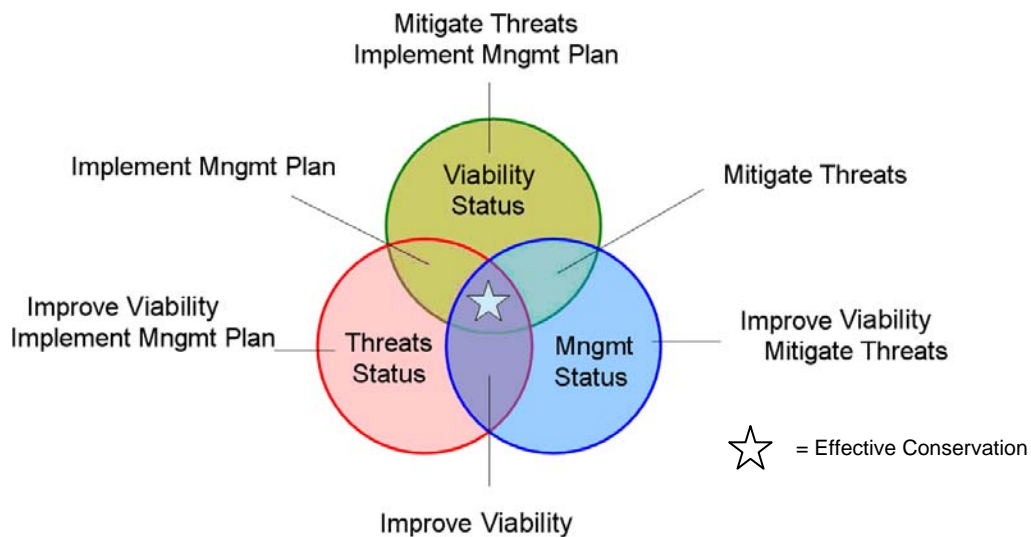 Mitigate Threats
Implement Mngmt Plan
Implement Mngmt Plan
Viability
Status
Mitigate Threats
Improve Viability
Implement Mngmt Plan
Threats
Status
Mngmt
Status
Improve Viability
Mitigate Threats
= Effective Conservation
Improve Viability